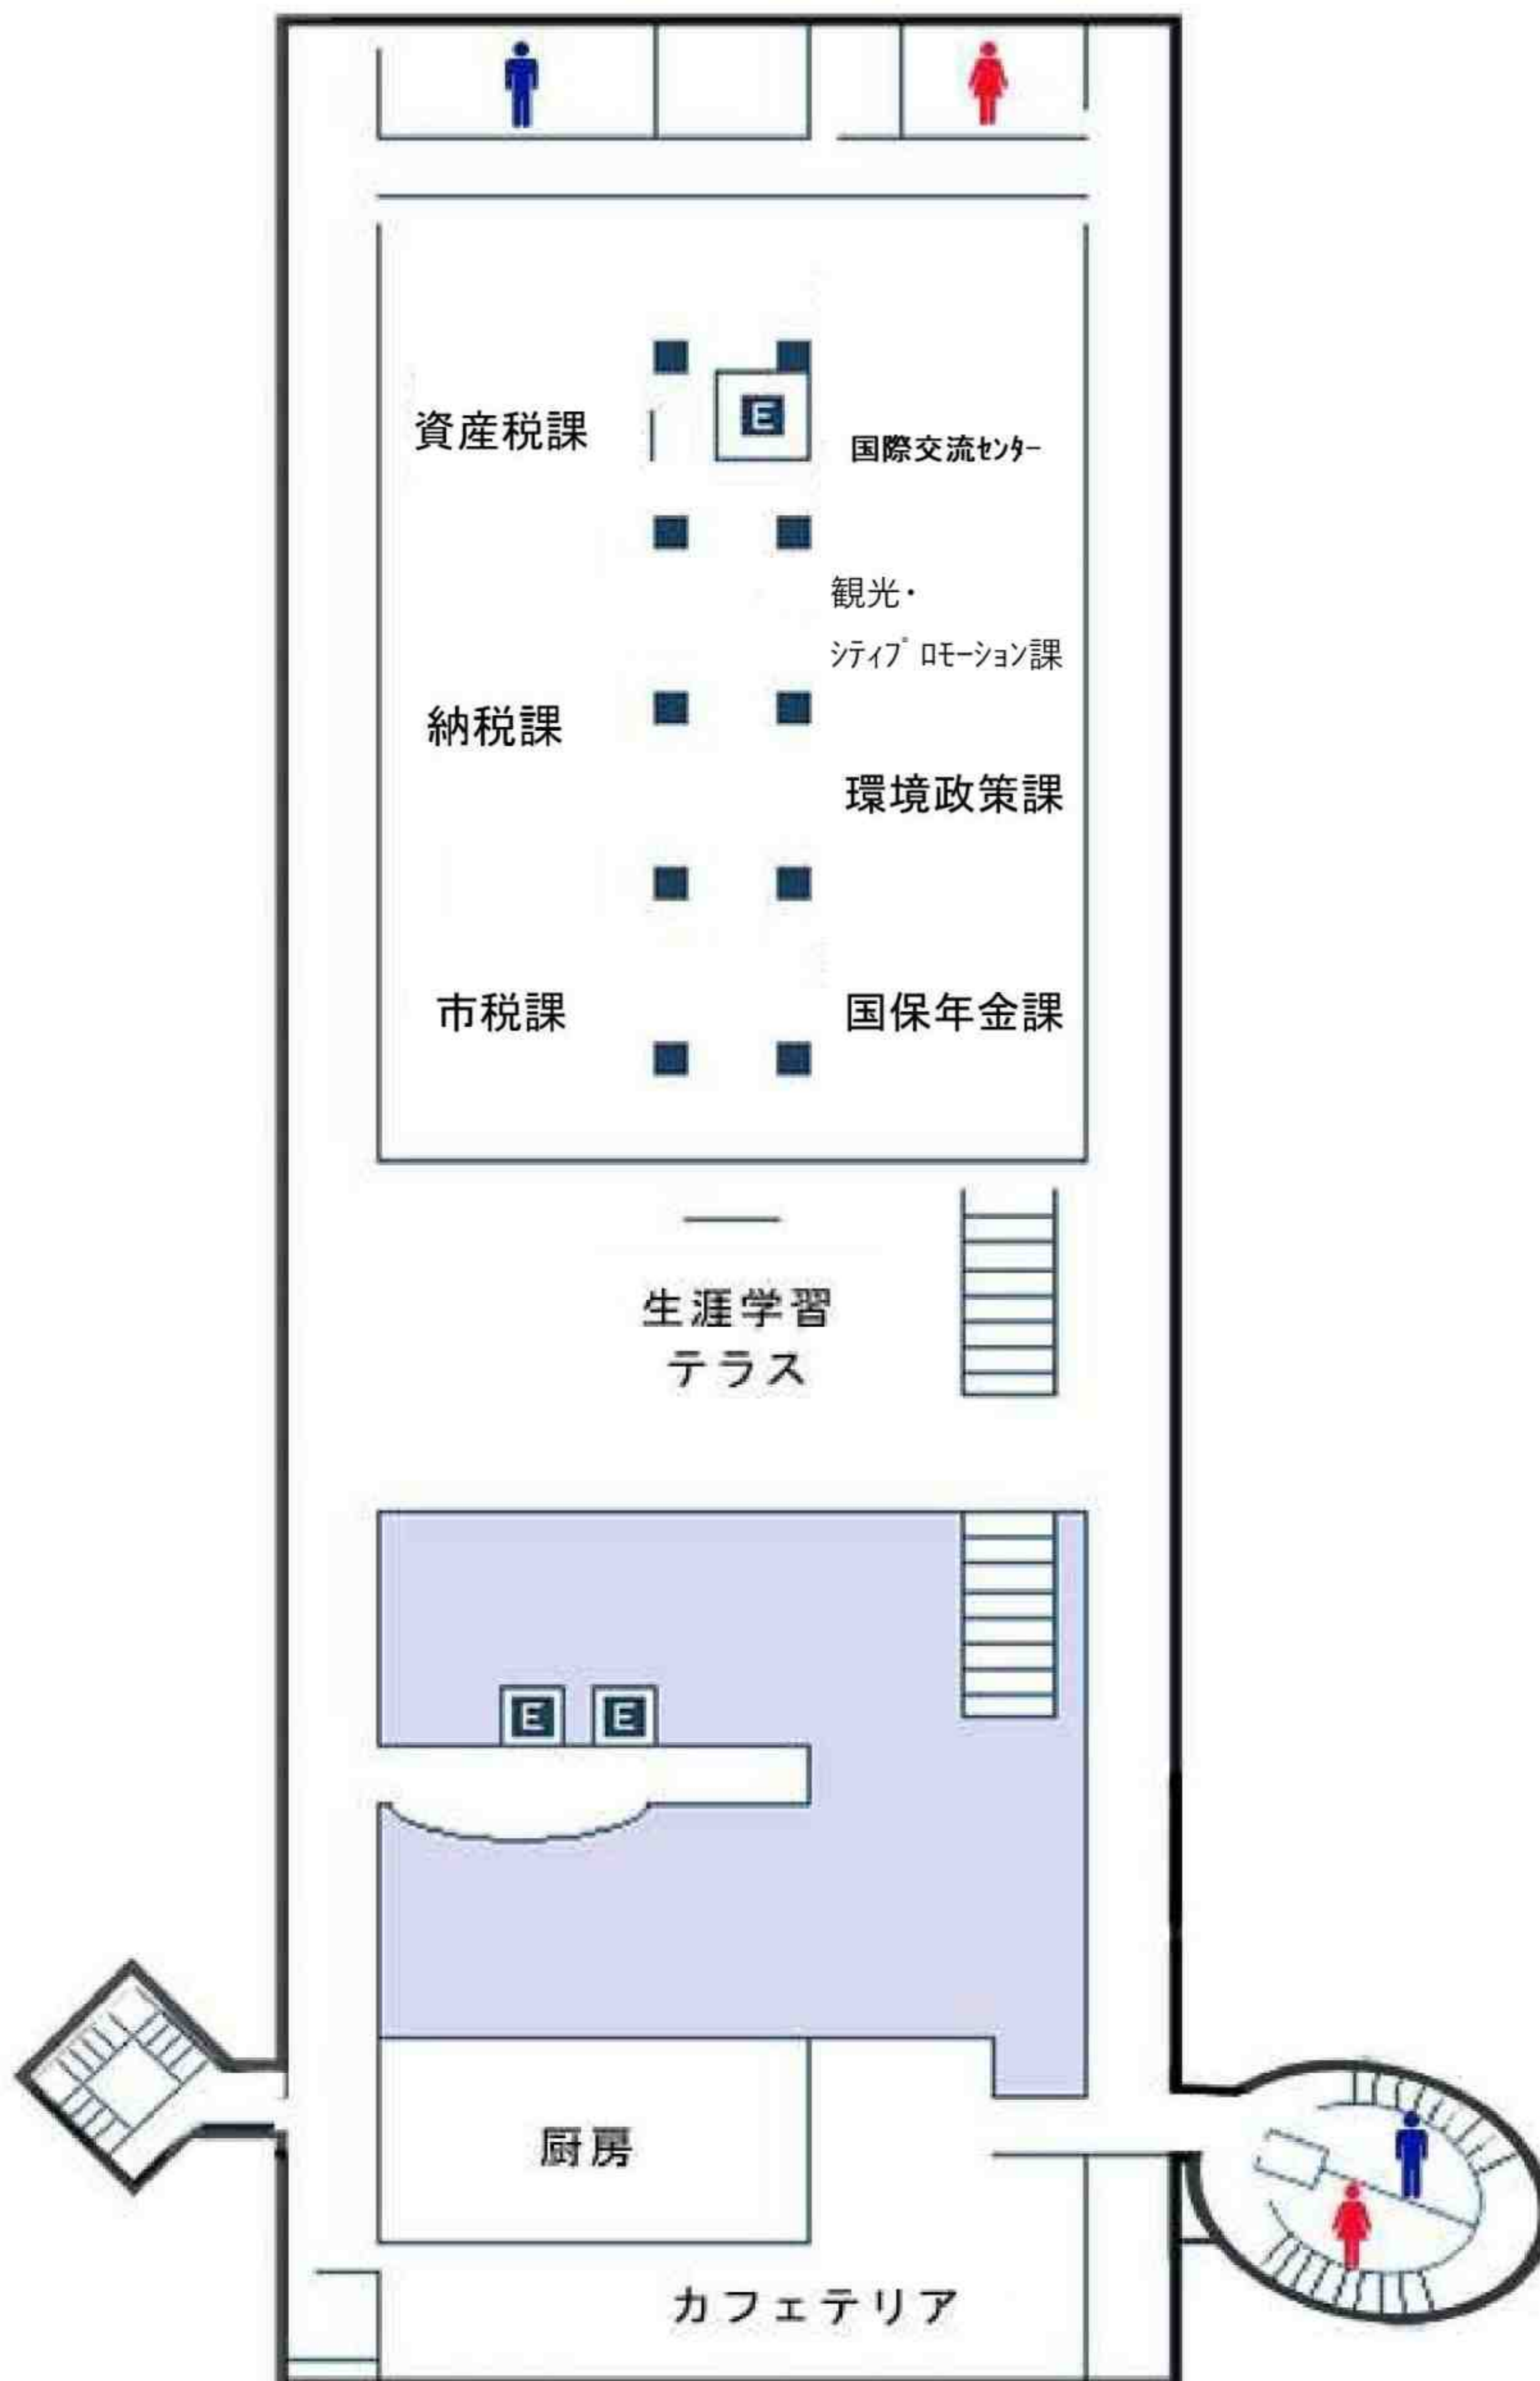 資産税課
E
国際交流ｾﾝﾀｰ
観光・
ｼﾃｨﾌﾟﾛﾓｰｼｮﾝ課
納税課
環境政策課
市税課
国保年金課
生涯学習
テラス
E E
厨房
カフェテリア